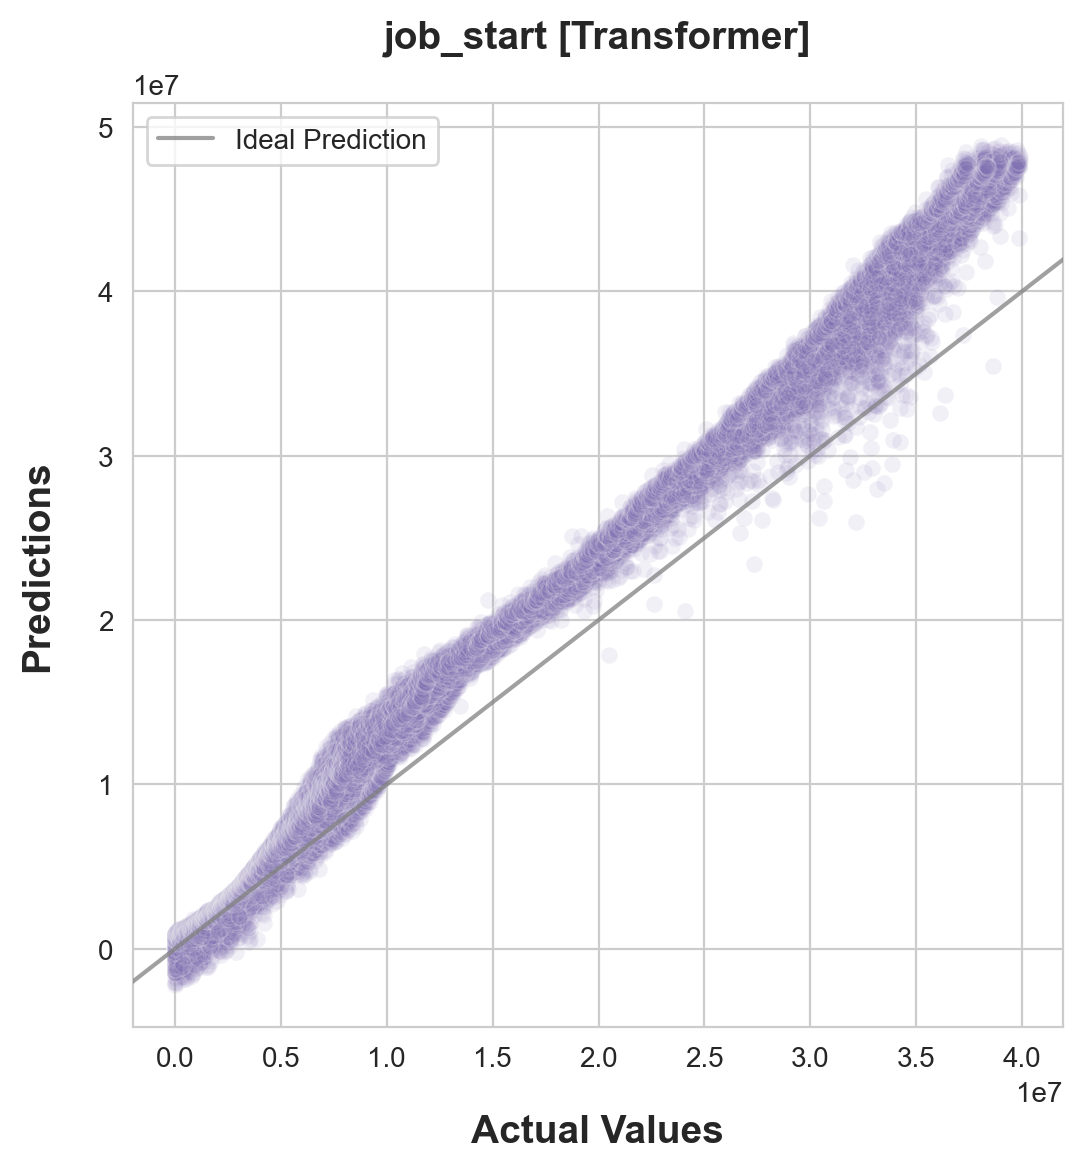 job_start [Transformer]
1e7
Ideal Prediction
5
4
3
2
1
0
Predictions
0.0 0.5 1.0 1.5 2.0 2.5 3.0 3.5 4.0
1e7
Actual Values